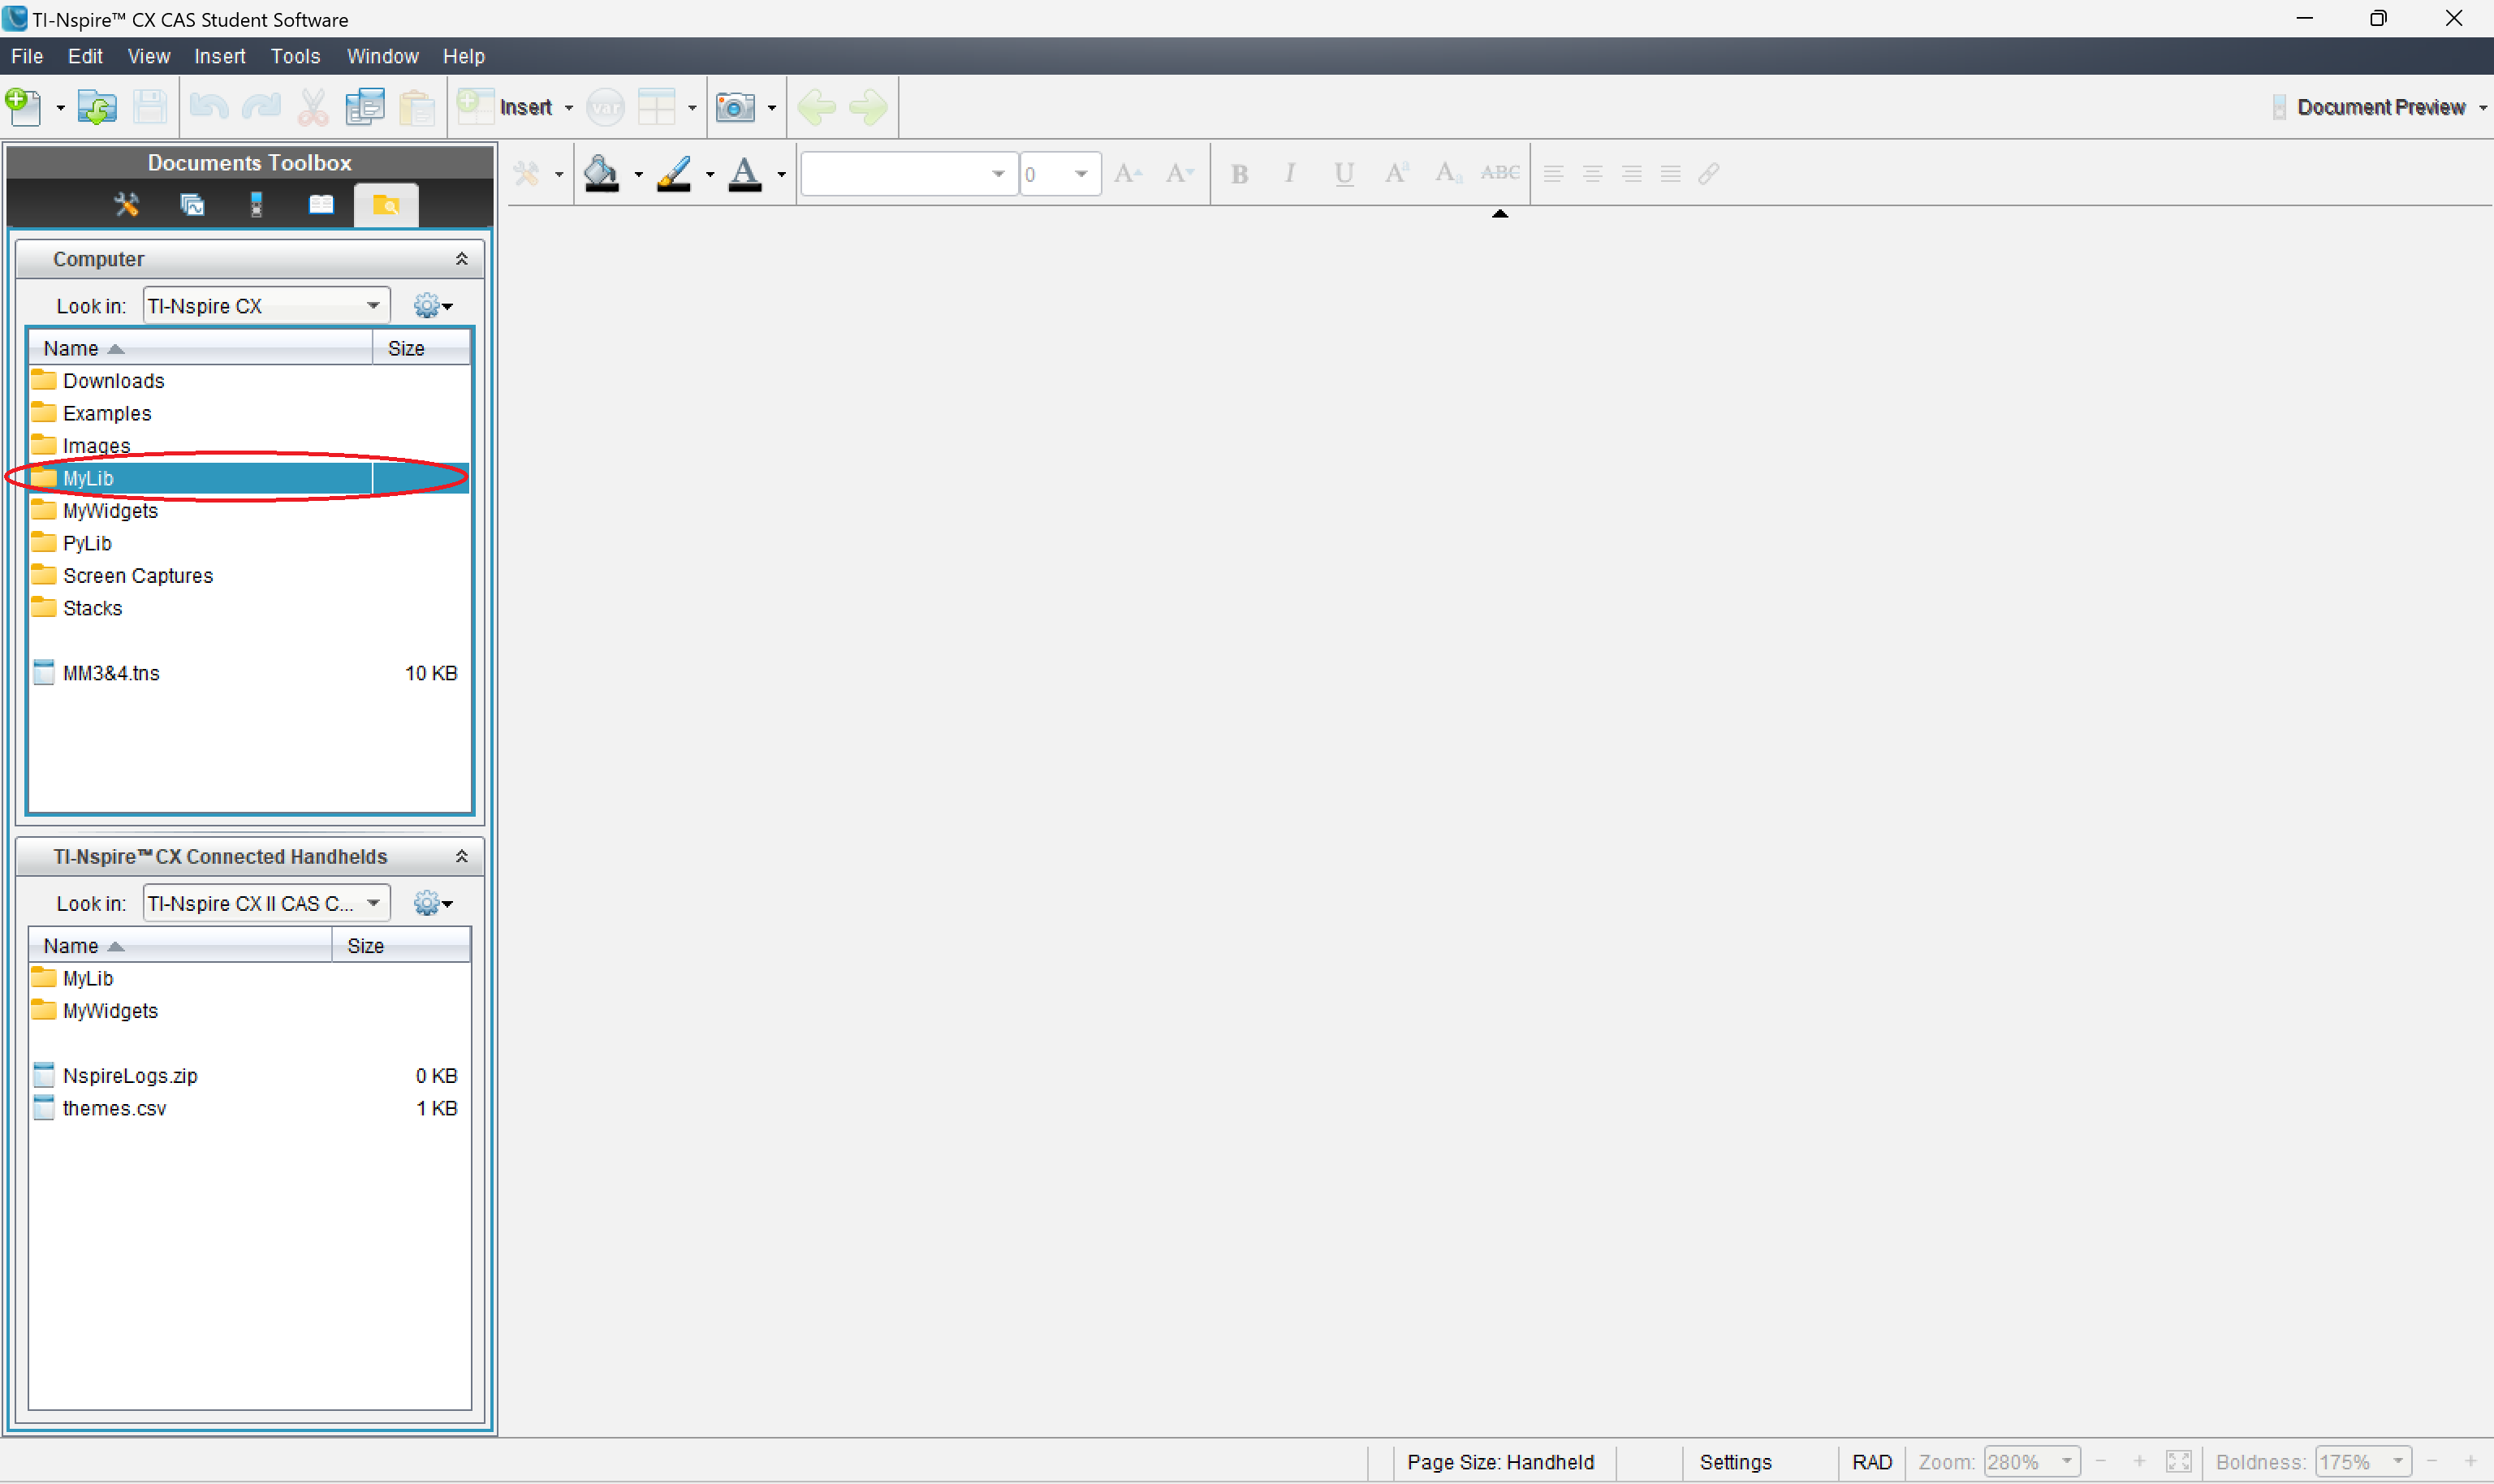 TI-Nspire™ CX CAS Student Software
File Edit View Insert Tools Window Help
Insert var Document Preview
Documents Toolbox
0 A A B I U Aa Aa ABC
Computer
Look in: TI-Nspire CX
Name Size
Downloads
Examples
Images
MyLib
MyWidgets
PyLib
Screen Captures
Stacks
MM3&4.tns 10 KB
TI-Nspire™ CX Connected Handhelds
Look in: TI-Nspire CX II CAS C...
Name Size
MyLib
MyWidgets
NspireLogs.zip 0 KB
themes.csv 1 KB
Page Size: Handheld Settings RAD Zoom: 280% − + Boldness: 175% − +